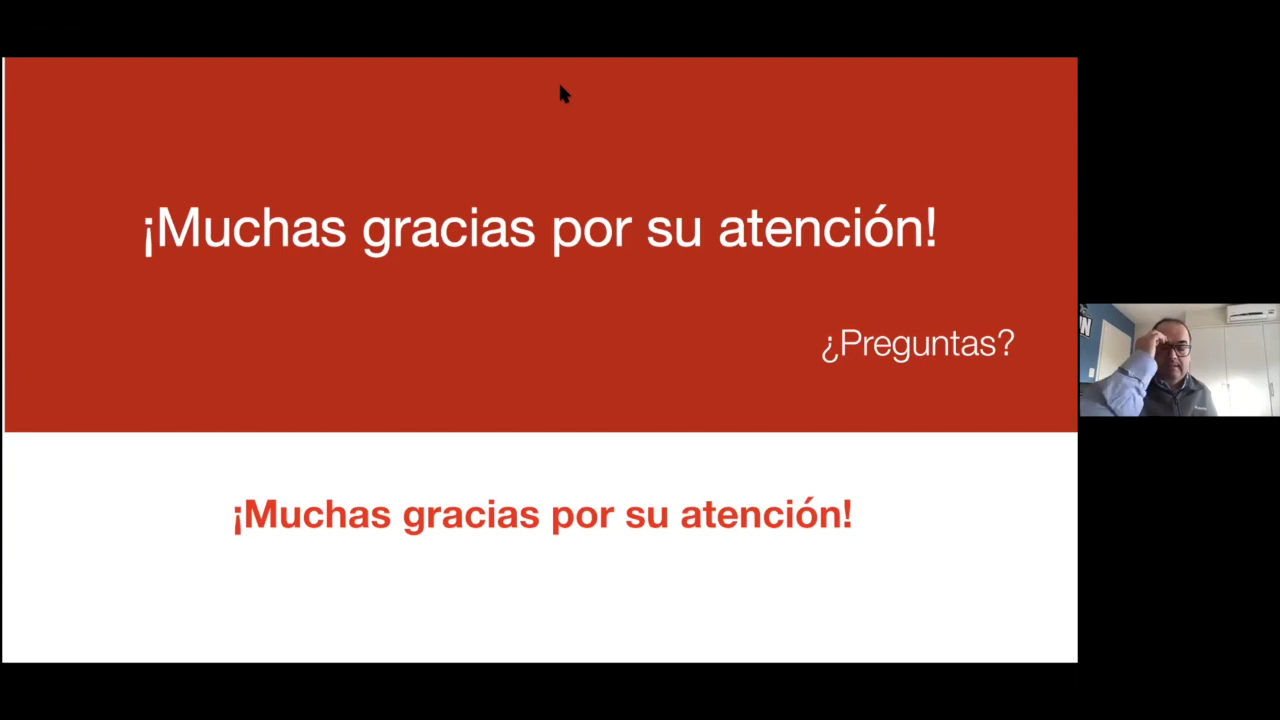 ¡Muchas gracias por su atención!
¿Preguntas?
¡Muchas gracias por su atención!